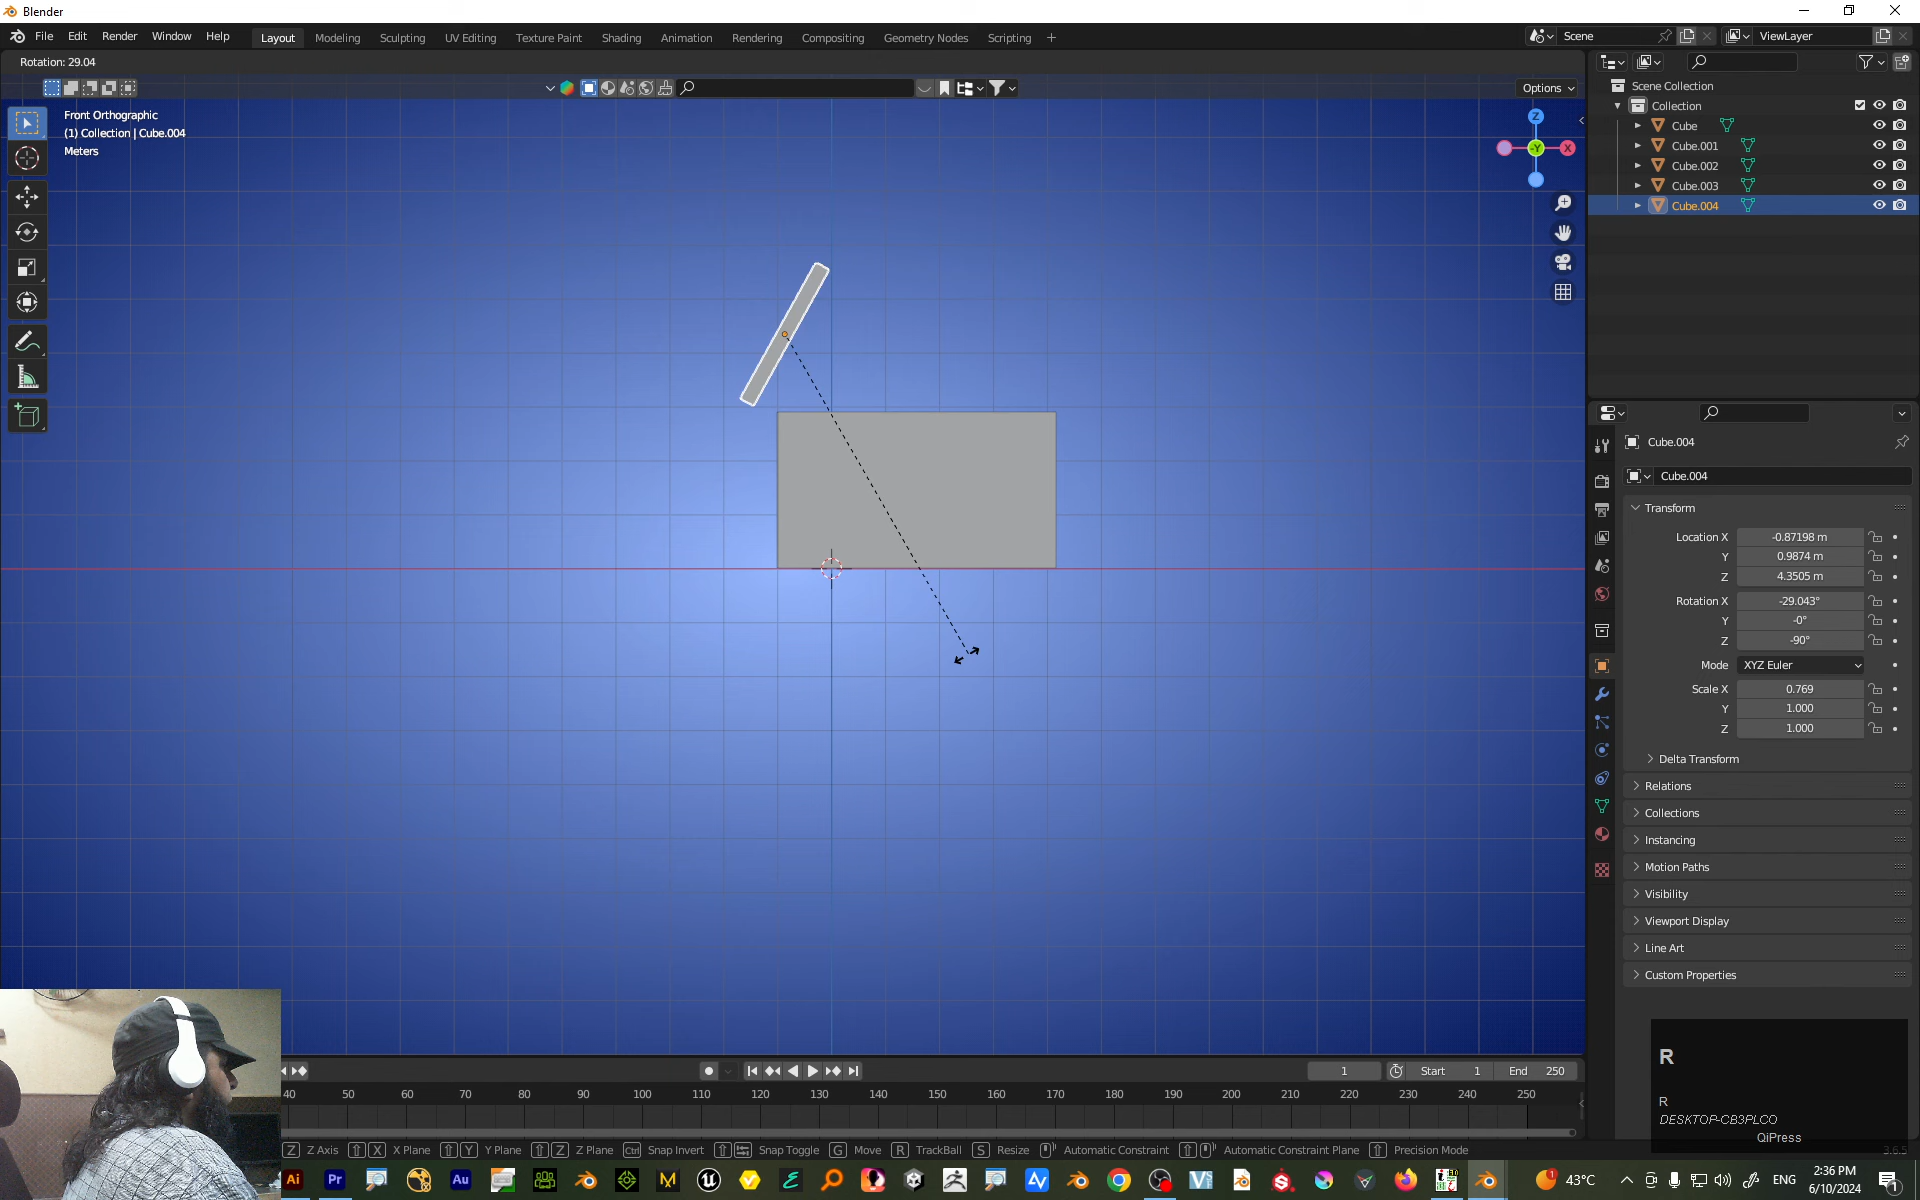 Blender
File Edit Render Window Help Layout Modeling Sculpting UV Editing Texture Paint Shading Animation Rendering Compositing Geometry Nodes Scripting + Scene ViewLayer
Rotation: 29.04
Options
Front Orthographic
(1) Collection | Cube.004
Meters
Z
-Y
X
Scene Collection
Collection
Cube
Cube.001
Cube.002
Cube.003
Cube.004
Cube.004
Cube.004
Transform
Location X -0.87198 m
Y 0.9874 m
Z 4.3505 m
Rotation X -29.043°
Y -0°
Z -90°
Mode XYZ Euler
Scale X 0.769
Y 1.000
Z 1.000
Delta Transform
Relations
Collections
Instancing
Motion Paths
Visibility
Viewport Display
Line Art
Custom Properties
R
R
DESKTOP-CB3PLCO
QiPress
1 Start 1 End 250
40 50 60 70 80 90 100 110 120 130 140 150 160 170 180 190 200 210 220 230 240 250
Z Z Axis X X Plane Y Y Plane Z Z Plane Ctrl Snap Invert Snap Toggle G Move R TrackBall S Resize Automatic Constraint Automatic Constraint Plane Precision Mode
3.6.5
Ai Pr Au M 43°C ENG
2:36 PM
6/10/2024